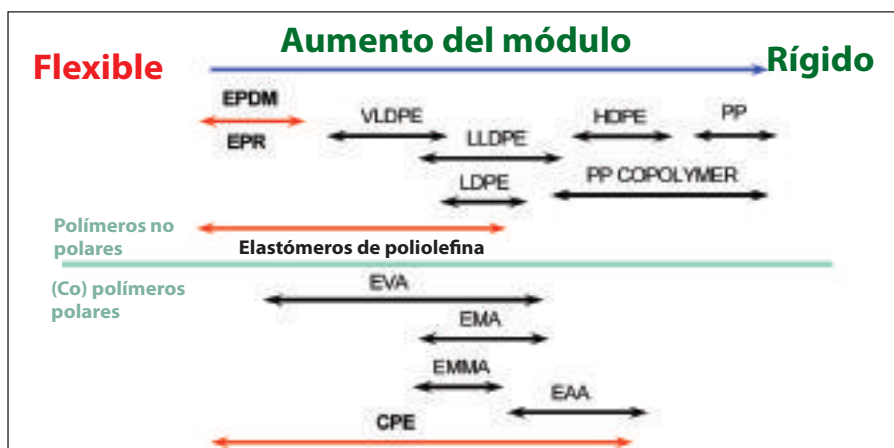 Aumento del módulo
Flexible
Rígido
EPDM
EPR
VLDPE
HDPE
PP
LLDPE
LDPE
PP COPOLYMER
Polímeros no
polares
Elastómeros de poliolefina
(Co) polímeros
polares
EVA
EMA
EMMA
EAA
CPE